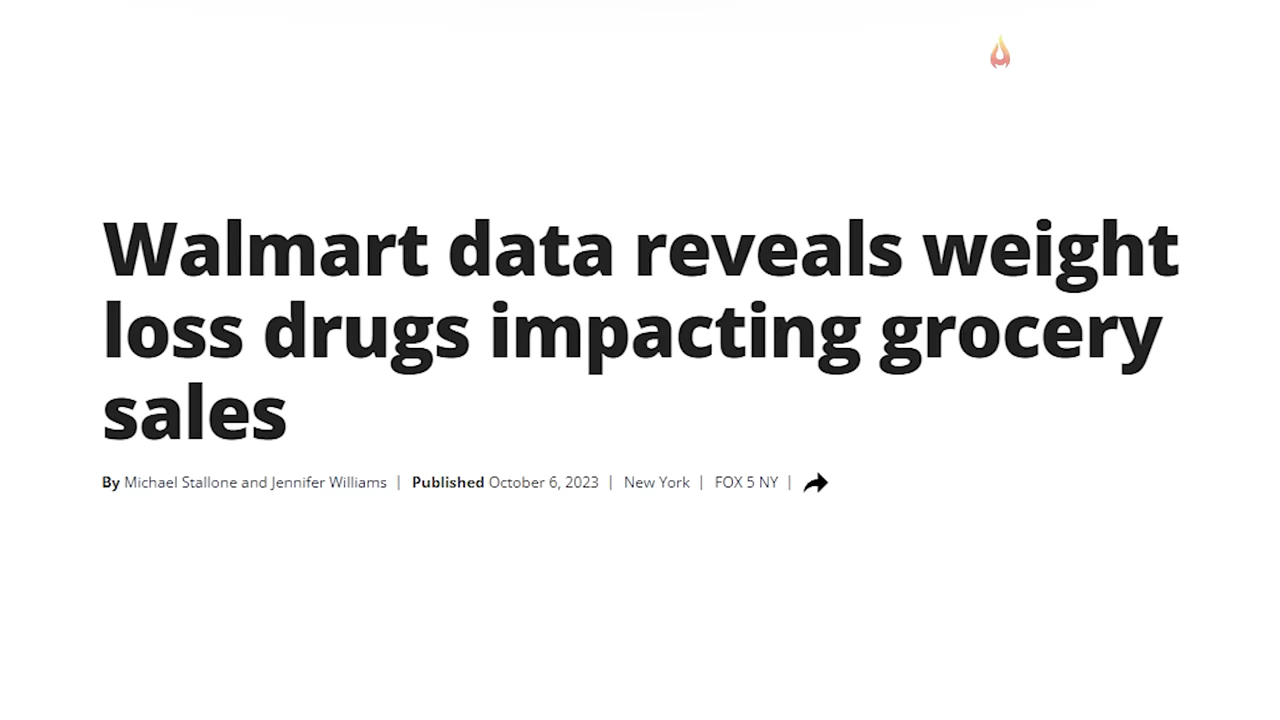 Walmart data reveals weight
loss drugs impacting grocery
sales
By Michael Stallone and Jennifer Williams | Published October 6, 2023 | New York | FOX 5 NY |